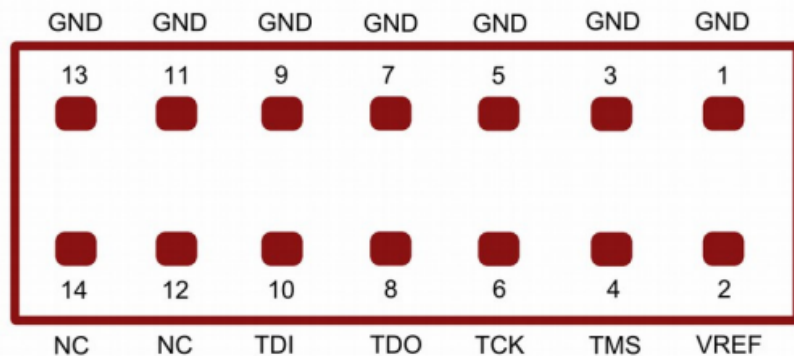 GND GND GND GND GND GND GND
13 11 9 7 5 3 1
14 12 10 8 6 4 2
NC NC TDI TDO TCK TMS VREF